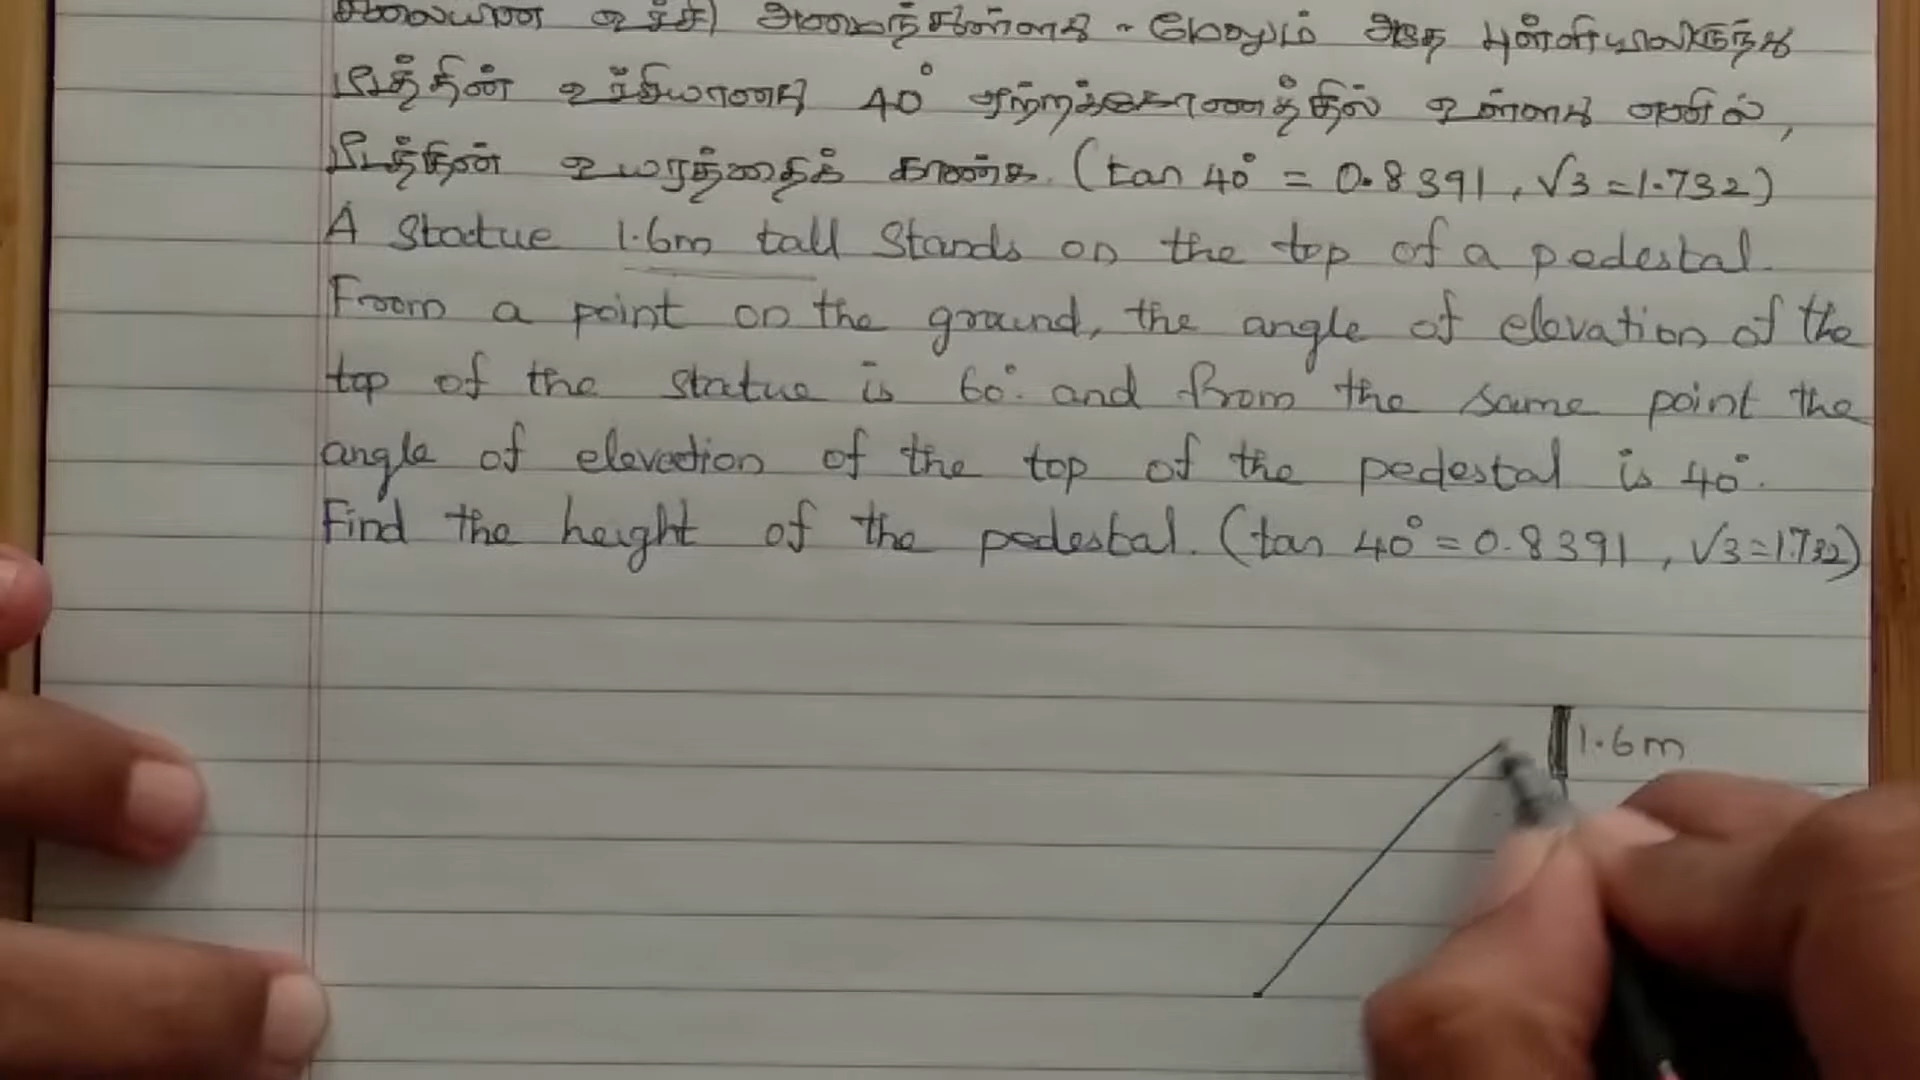 சிலையின் உச்சி அமைந்துள்ளது. மேலும் அதே புள்ளியிலிருந்து
பீடத்தின் உச்சியானது 40° ஏற்றக்கோணத்தில் உள்ளது எனில்,
பீடத்தின் உயரத்தைக் காண்க. (tan 40° = 0.8391, √3 = 1.732)
A Statue 1.6m tall Stands on the top of a pedestal.
From a point on the ground, the angle of elevation of the
top of the statue is 60° and from the same point the
angle of elevation of the top of the pedestal is 40°.
Find the height of the pedestal. (tan 40° = 0.8391, √3 = 1.732)
1.6m